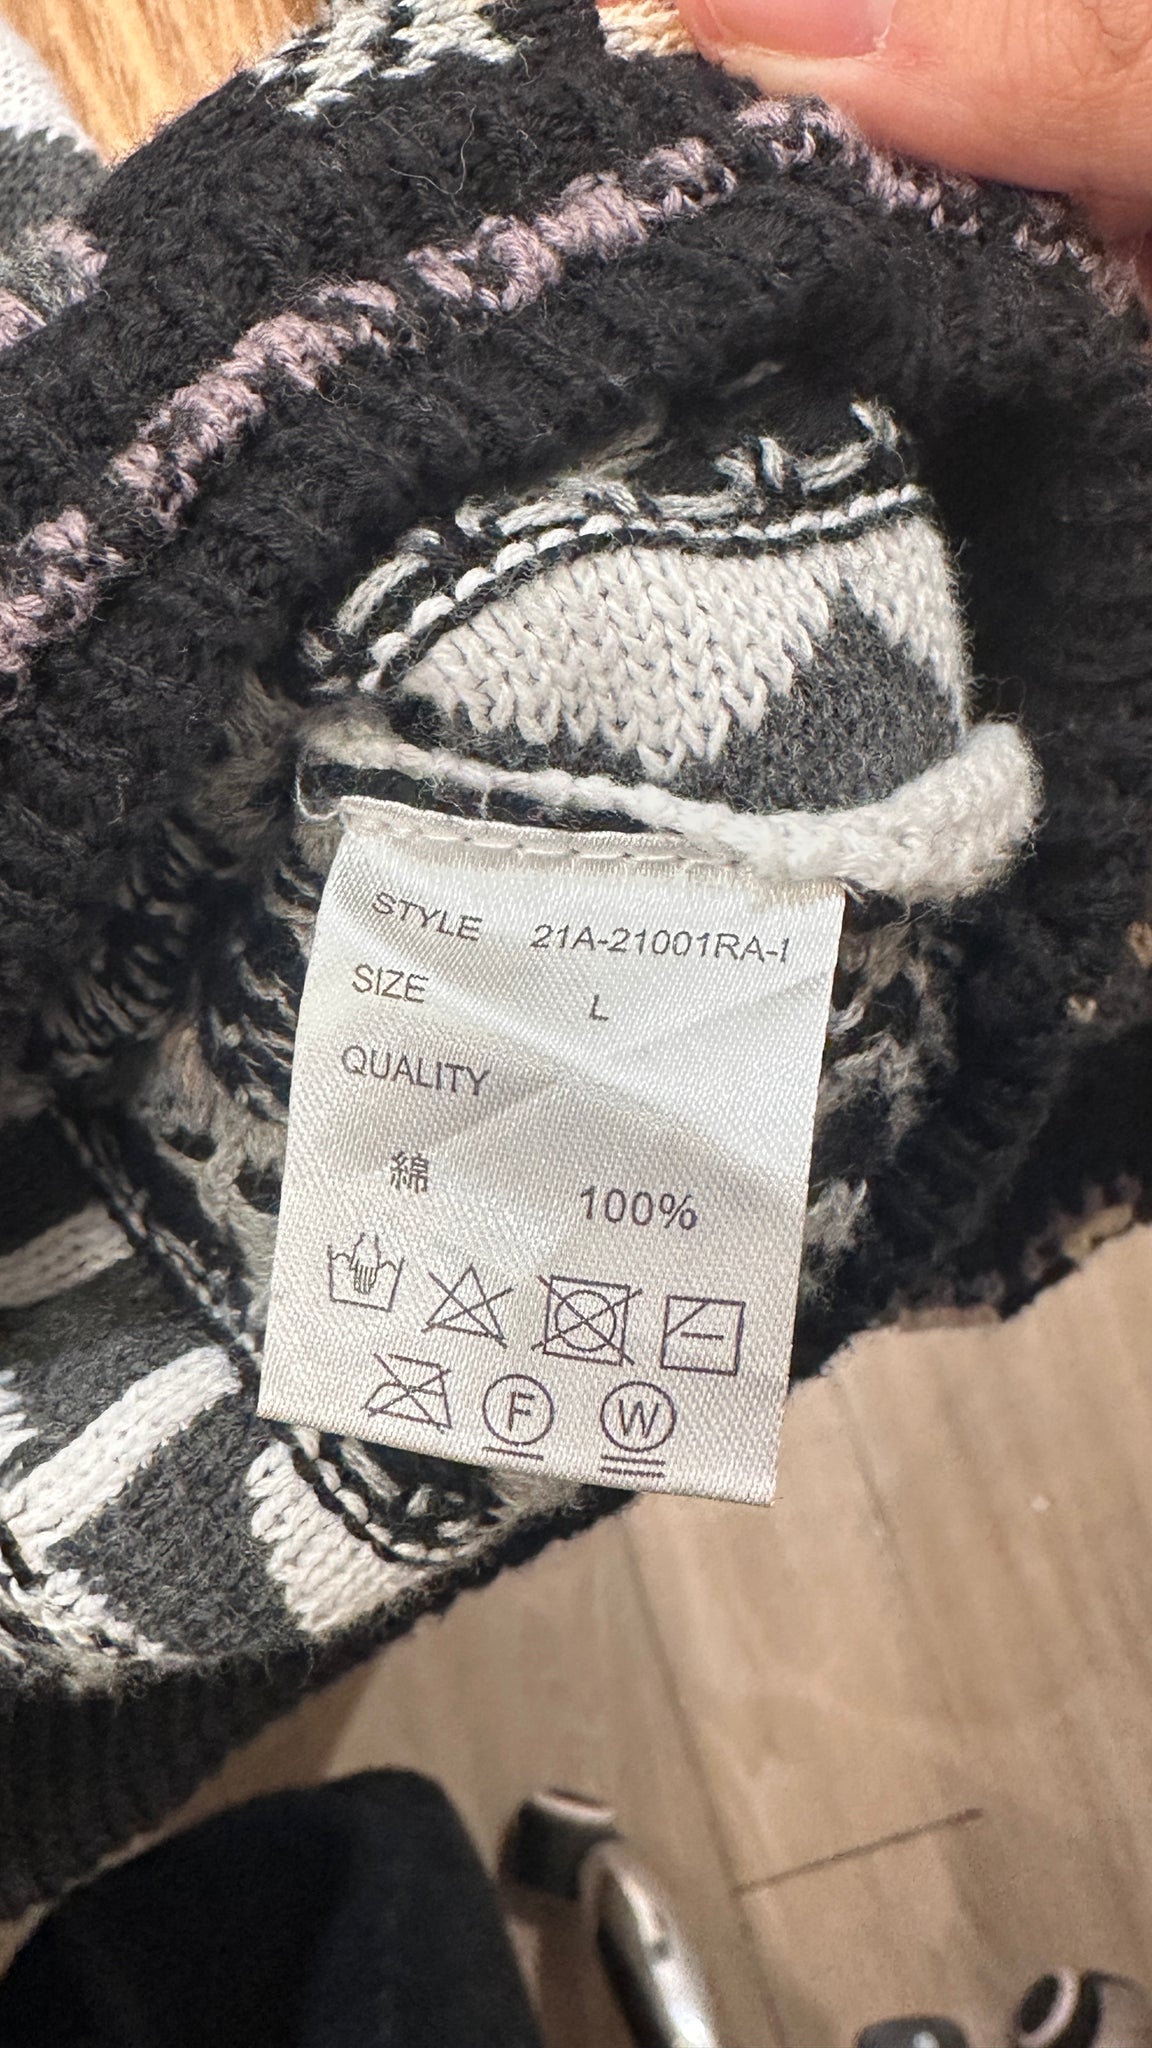 STYLE 21A-21001RA-I
SIZE L
QUALITY
綿 100%
F W